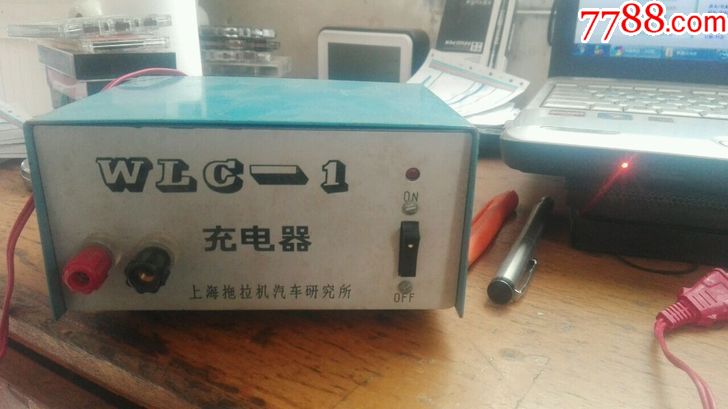 7788.com
WLC-1
ON
充电器
上海拖拉机汽车研究所
OFF